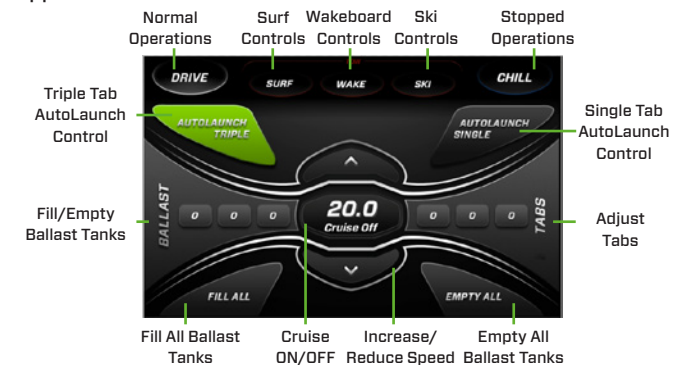 Normal
Operations
Surf
Controls
Wakeboard
Controls
Ski
Controls
Stopped
Operations
DRIVE
SURF
WAKE
SKI
CHILL
Triple Tab
AutoLaunch
Control
AUTOLAUNCH
TRIPLE
AUTOLAUNCH
SINGLE
Single Tab
AutoLaunch
Control
Fill/Empty
Ballast Tanks
BALLAST
0 0 0
20.0
Cruise Off
0 0 0
TABS
Adjust
Tabs
FILL ALL
EMPTY ALL
Fill All Ballast
Tanks
Cruise
ON/OFF
Increase/
Reduce Speed
Empty All
Ballast Tanks